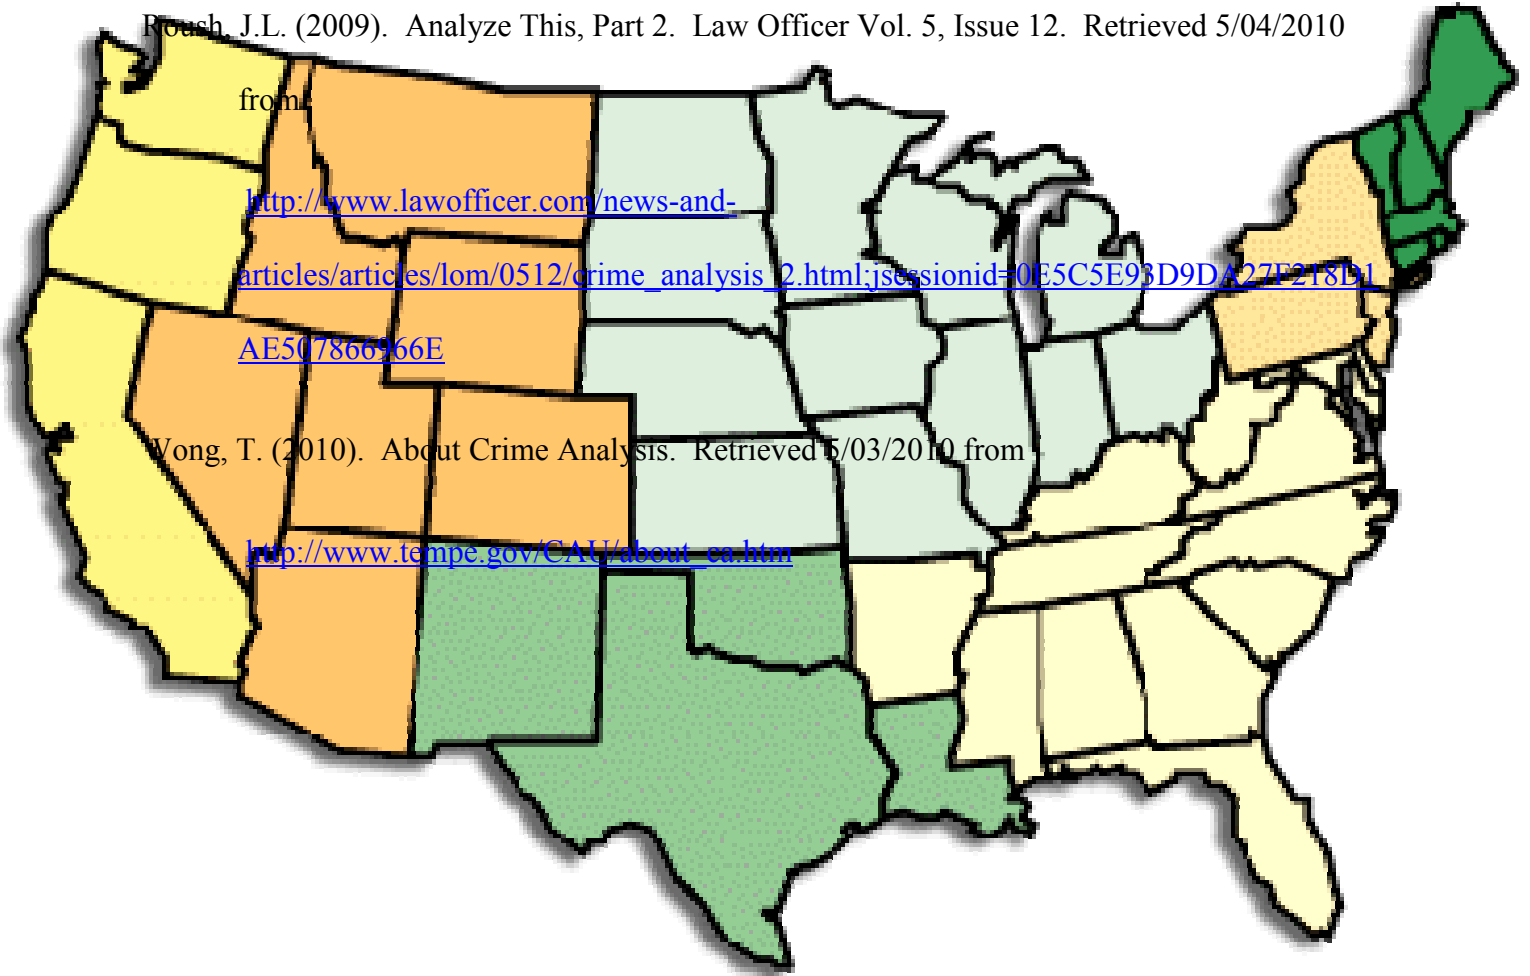 Roush, J.L. (2009).  Analyze This, Part 2.  Law Officer Vol. 5, Issue 12.  Retrieved 5/04/2010
from
http://www.lawofficer.com/news-and-
articles/articles/lom/0512/crime_analysis_2.html;jsessionid=0E5C5E93D9DA27F218D1
AE507866966E
Vong, T. (2010).  About Crime Analysis.  Retrieved 5/03/2010 from
http://www.tempe.gov/CAU/about_ca.htm